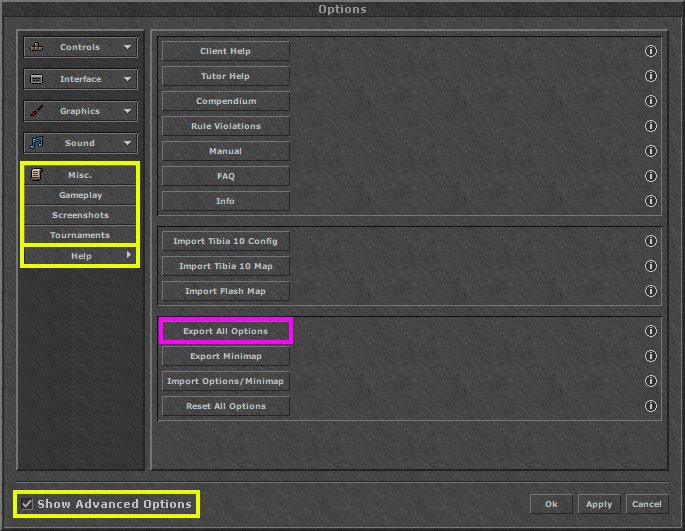 Options
Controls
Interface
Graphics
Sound
Misc.
Gameplay
Screenshots
Tournaments
Help
Client Help
Tutor Help
Compendium
Rule Violations
Manual
FAQ
Info
Import Tibia 10 Config
Import Tibia 10 Map
Import Flash Map
Export All Options
Export Minimap
Import Options/Minimap
Reset All Options
Show Advanced Options
Ok Apply Cancel